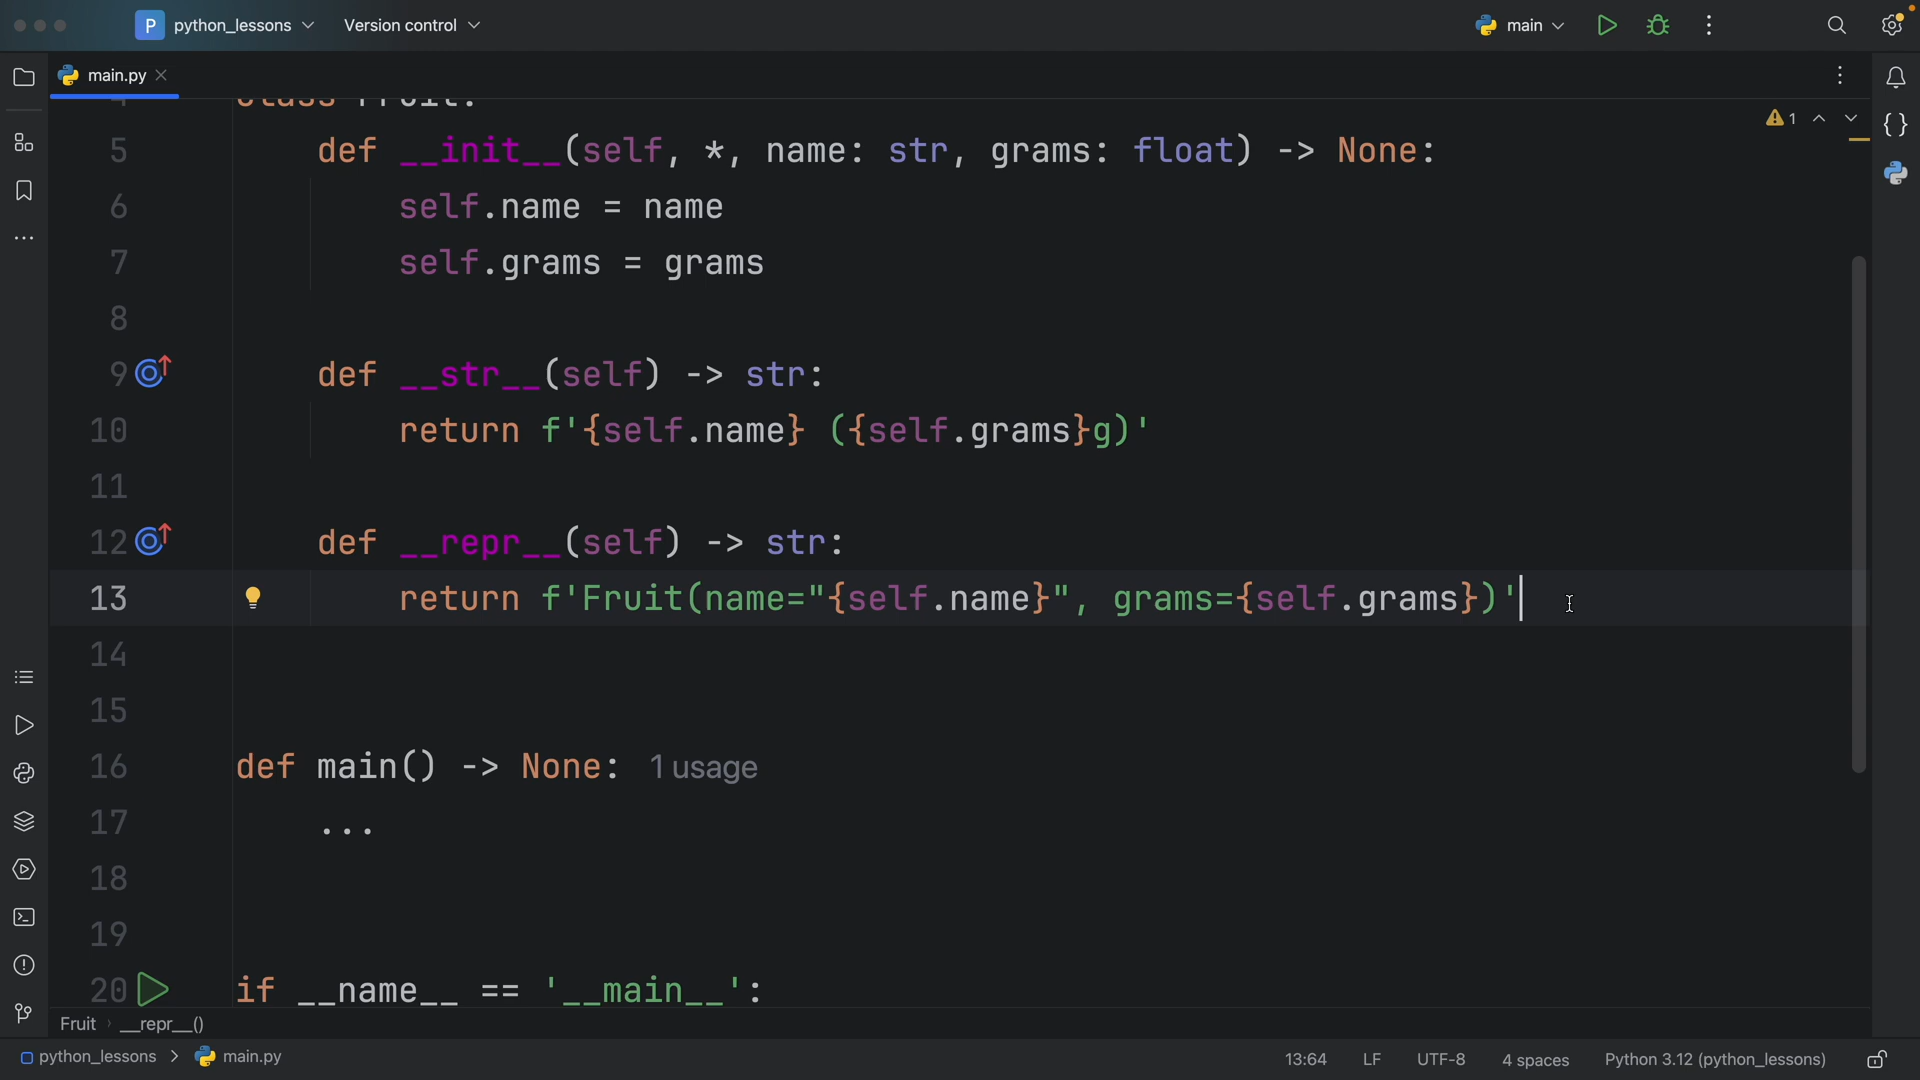 P python_lessons Version control main
main.py
class Fruit:
5 def __init__(self, *, name: str, grams: float) -> None:
6 self.name = name
7 self.grams = grams
8
9 def __str__(self) -> str:
10 return f'{self.name} ({self.grams}g)'
11
12 def __repr__(self) -> str:
13 return f'Fruit(name="{self.name}", grams={self.grams})'
14
15
16 def main() -> None: 1 usage
17 ...
18
19
20 if __name__ == '__main__':
1
Fruit › __repr__()
python_lessons > main.py 13:64 LF UTF-8 4 spaces Python 3.12 (python_lessons)